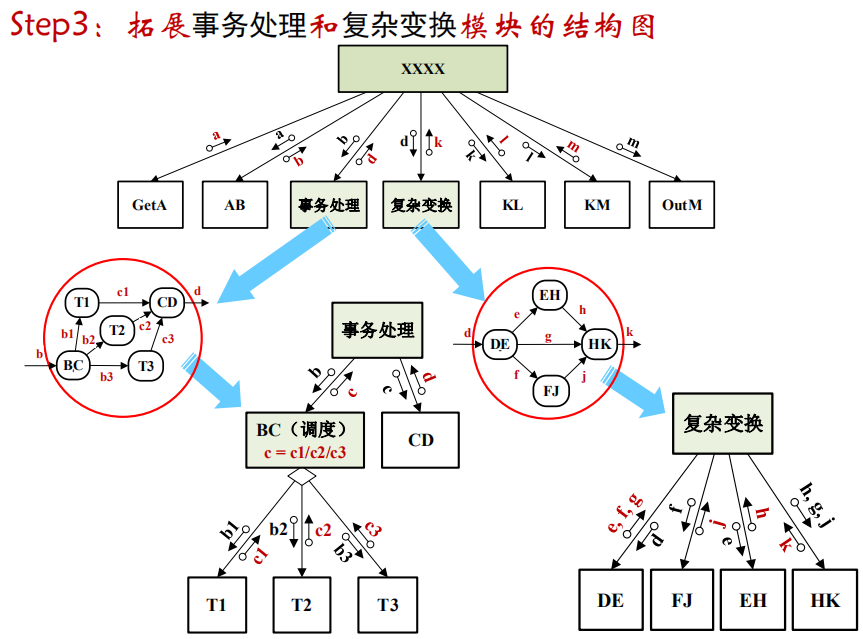 Step3：拓展事务处理和复杂变换模块的结构图
XXXX
a
a
b
b
d
d
k
l
k
m
l
m
GetA
AB
事务处理
复杂变换
KL
KM
OutM
T1
c1
CD
d
T2
c2
b1
b2
c3
b
BC
b3
T3
事务处理
b
c
c
d
BC（调度）
c = c1/c2/c3
CD
b1
c1
b2
c2
c3
b3
T1
T2
T3
EH
e
h
d
DE
g
HK
k
f
j
FJ
复杂变换
e, f, g
d
f
j
h
e
h, g, j
k
DE
FJ
EH
HK